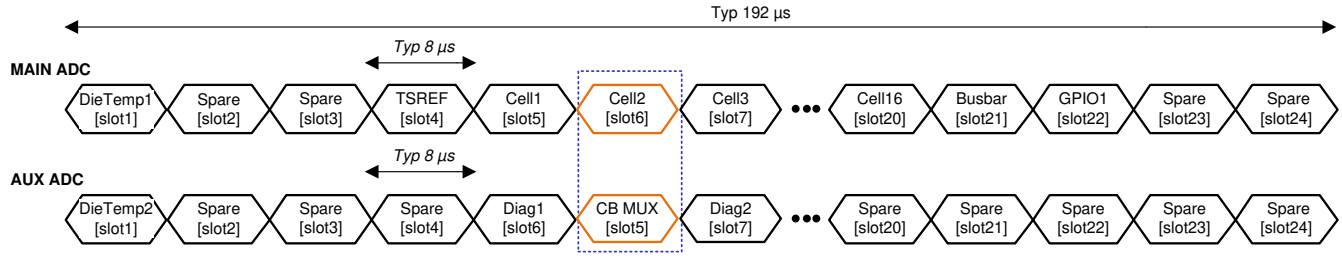 Typ 192 µs
Typ 8 µs
MAIN ADC
DieTemp1 Spare Spare TSREF Cell1 Cell2 Cell3 ••• Cell16 Busbar GPIO1 Spare Spare
[slot1] [slot2] [slot3] [slot4] [slot5] [slot6] [slot7] [slot20] [slot21] [slot22] [slot23] [slot24]
Typ 8 µs
AUX ADC
DieTemp2 Spare Spare Spare Diag1 CB MUX Diag2 ••• Spare Spare Spare Spare Spare
[slot1] [slot2] [slot3] [slot4] [slot6] [slot5] [slot7] [slot20] [slot21] [slot22] [slot23] [slot24]